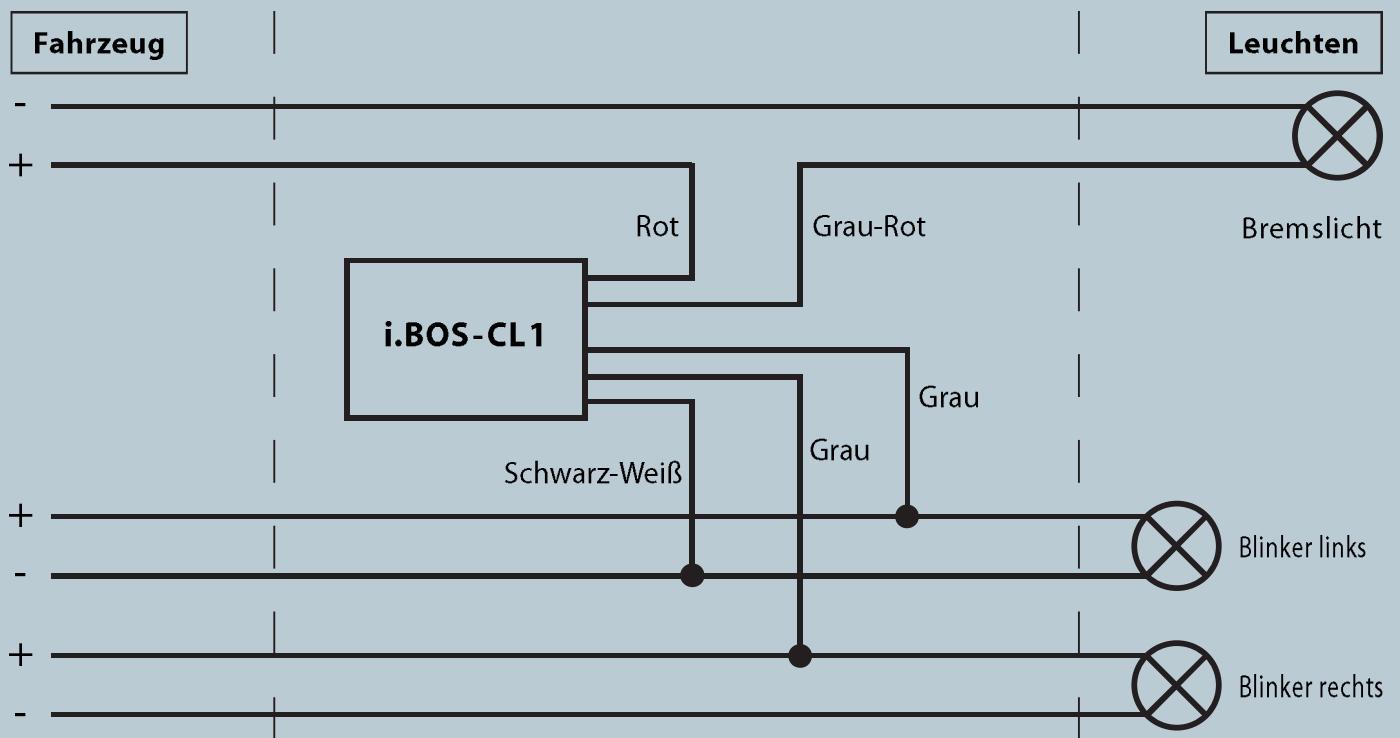 Fahrzeug
Leuchten
-
+
Rot
Grau-Rot
Bremslicht
i.BOS-CL1
Grau
Grau
Schwarz-Weiß
+
Blinker links
-
+
Blinker rechts
-